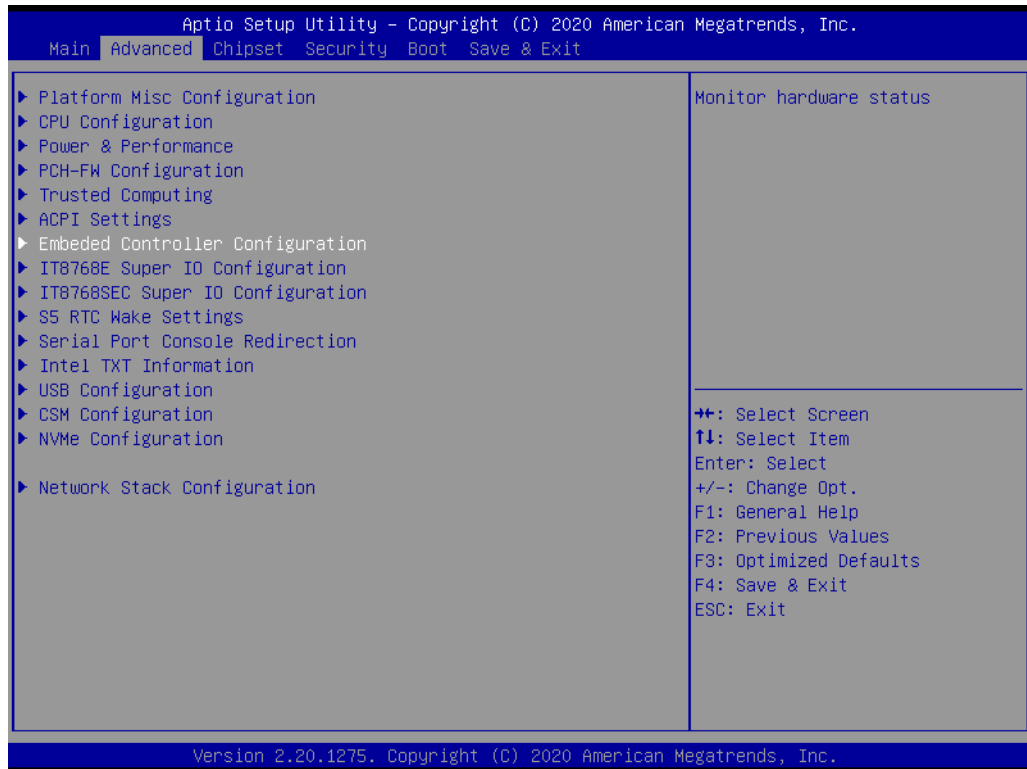 Aptio Setup Utility – Copyright (C) 2020 American Megatrends, Inc.
Main Advanced Chipset Security Boot Save & Exit
▶ Platform Misc Configuration
▶ CPU Configuration
▶ Power & Performance
▶ PCH-FW Configuration
▶ Trusted Computing
▶ ACPI Settings
▶ Embeded Controller Configuration
▶ IT8768E Super IO Configuration
▶ IT8768SEC Super IO Configuration
▶ S5 RTC Wake Settings
▶ Serial Port Console Redirection
▶ Intel TXT Information
▶ USB Configuration
▶ CSM Configuration
▶ NVMe Configuration
▶ Network Stack Configuration
Monitor hardware status
→←: Select Screen
↑↓: Select Item
Enter: Select
+/-: Change Opt.
F1: General Help
F2: Previous Values
F3: Optimized Defaults
F4: Save & Exit
ESC: Exit
Version 2.20.1275. Copyright (C) 2020 American Megatrends, Inc.